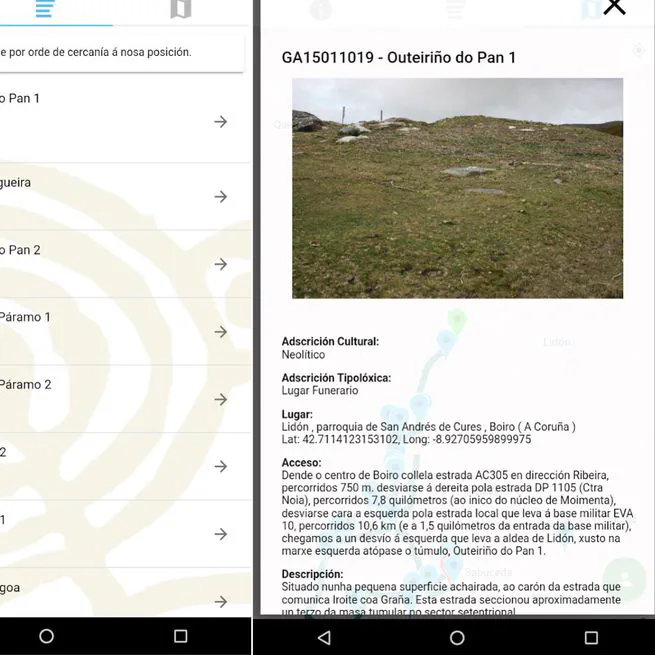 e por orde de cercanía á nosa posición.
o Pan 1
gueira
o Pan 2
Páramo 1
Páramo 2
2
1
goa
GA15011019 - Outeiriño do Pan 1
Adscrición Cultural:
Neolítico
Adscrición Tipolóxica:
Lugar Funerario
Lugar:
Lidón , parroquia de San Andrés de Cures , Boiro ( A Coruña )
Lat: 42.7114123153102, Long: -8.92705959899975
Acceso:
Dende o centro de Boiro collela estrada AC305 en dirección Ribeira,
percorridos 750 m. desviarse á dereita pola estrada DP 1105 (Ctra
Noia), percorridos 7,8 quilómetros (ao inico do núcleo de Moimenta),
desviarse cara a esquerda pola estrada local que leva á base militar EVA
10, percorridos 10,6 km (e a 1,5 quilómetros da entrada da base militar),
chegamos a un desvío á esquerda que leva a aldea de Lidón, xusto na
marxe esquerda atópase o túmulo, Outeiriño do Pan 1.
Descripción:
Situado nunha pequena superficie achairada, ao carón da estrada que
comunica Iroite coa Graña. Esta estrada seccionou aproximadamente
un terzo da masa tumular no sector setentrional
Lidón
Sapuceda